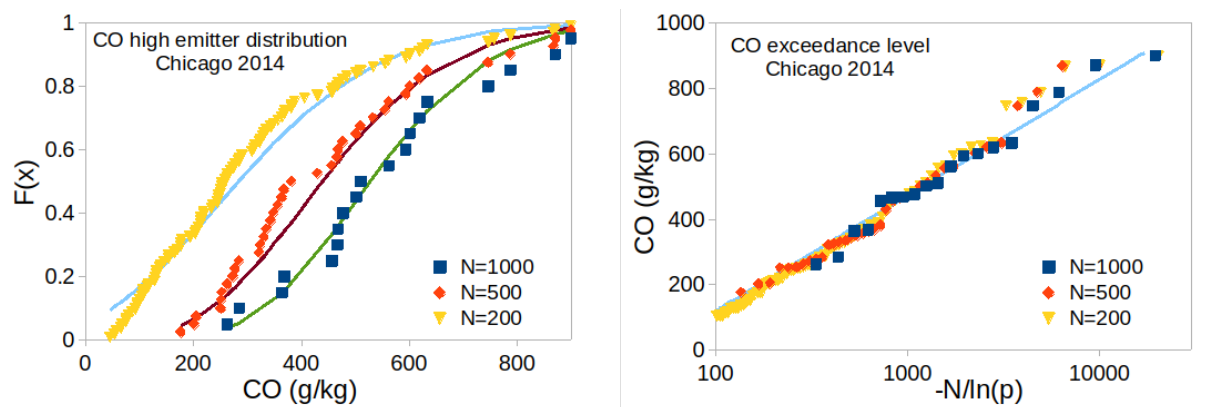 CO high emitter distribution
Chicago 2014
F(x)
1
0.8
0.6
0.4
0.2
0
0 200 400 600 800
CO (g/kg)
N=1000
N=500
N=200
CO exceedance level
Chicago 2014
CO (g/kg)
1000
800
600
400
200
0
100 1000 10000
-N/ln(p)
N=1000
N=500
N=200